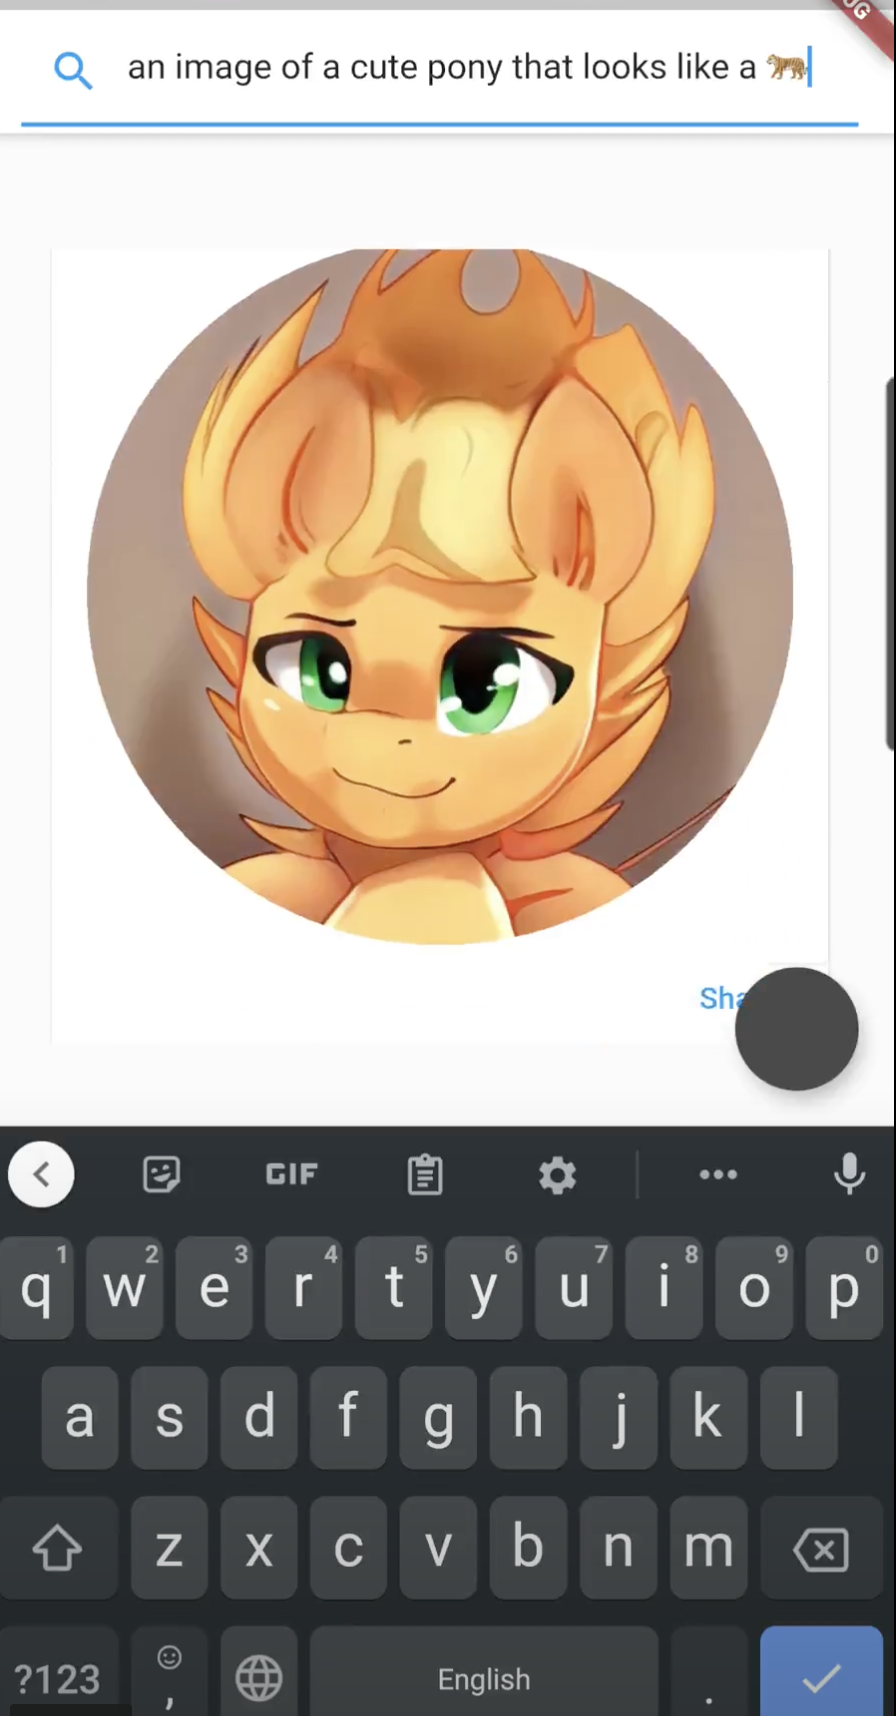 an image of a cute pony that looks like a 🐅
UG
Sha
GIF
1 2 3 4 5 6 7 8 9 0
q w e r t y u i o p
a s d f g h j k l
z x c v b n m
?123 , English .